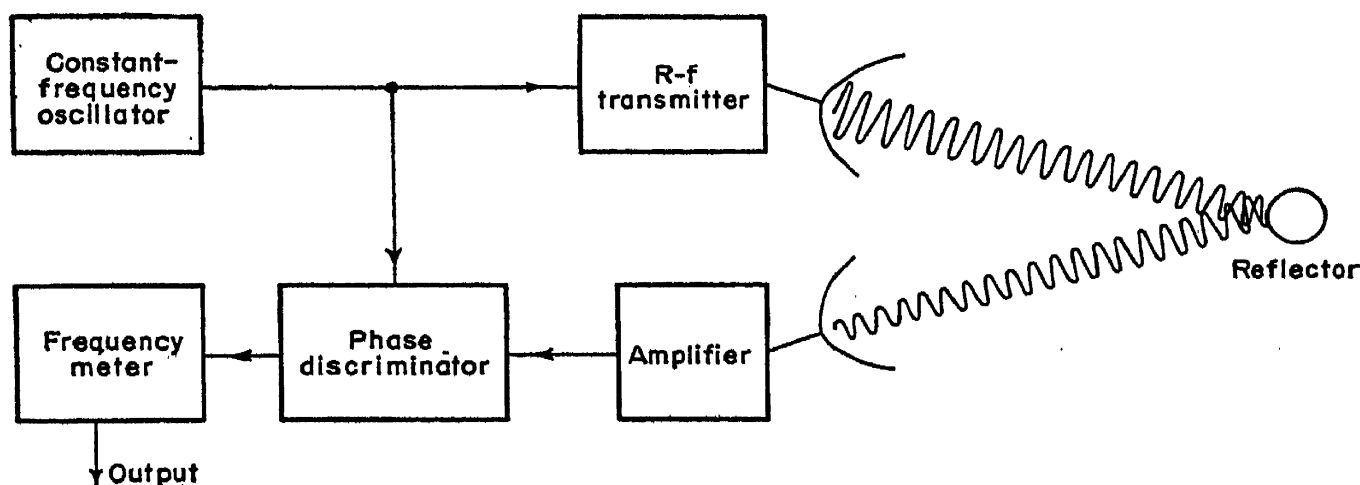 Constant-
frequency
oscillator
R-f
transmitter
Reflector
Frequency
meter
Phase
discriminator
Amplifier
Output